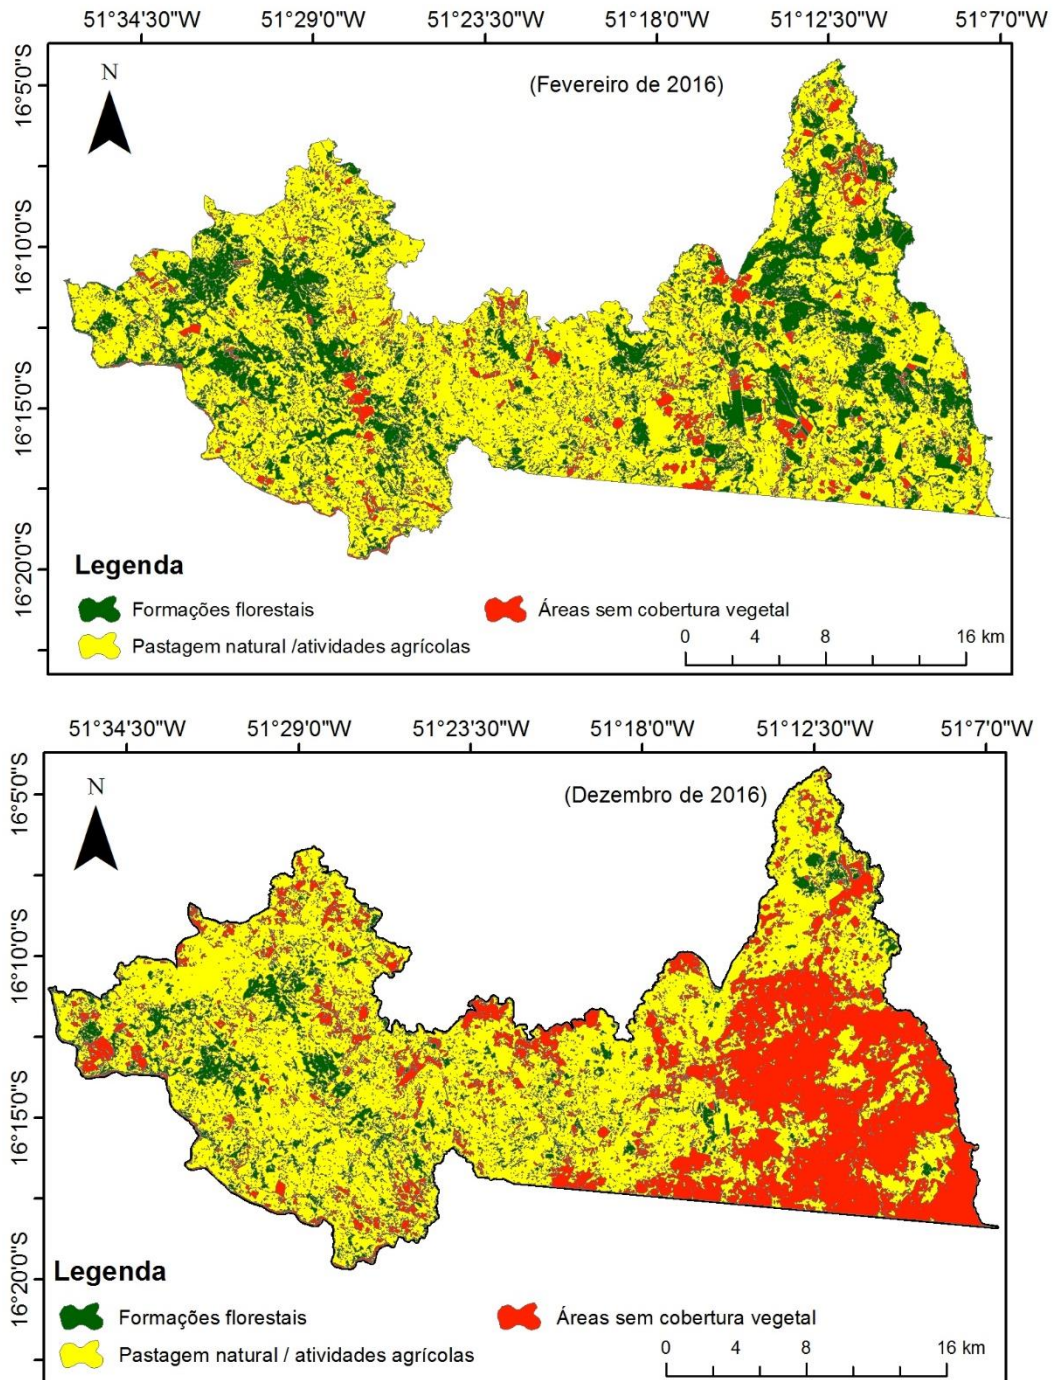 51°34'30"W 51°29'0"W 51°23'30"W 51°18'0"W 51°12'30"W 51°7'0"W
N
(Fevereiro de 2016)
16°5'0"S
16°10'0"S
16°15'0"S
16°20'0"S
Legenda
Formações florestais
Áreas sem cobertura vegetal
Pastagem natural /atividades agrícolas
0 4 8 16 km
51°34'30"W 51°29'0"W 51°23'30"W 51°18'0"W 51°12'30"W 51°7'0"W
N
(Dezembro de 2016)
16°5'0"S
16°10'0"S
16°15'0"S
16°20'0"S
Legenda
Formações florestais
Áreas sem cobertura vegetal
Pastagem natural / atividades agrícolas
0 4 8 16 km